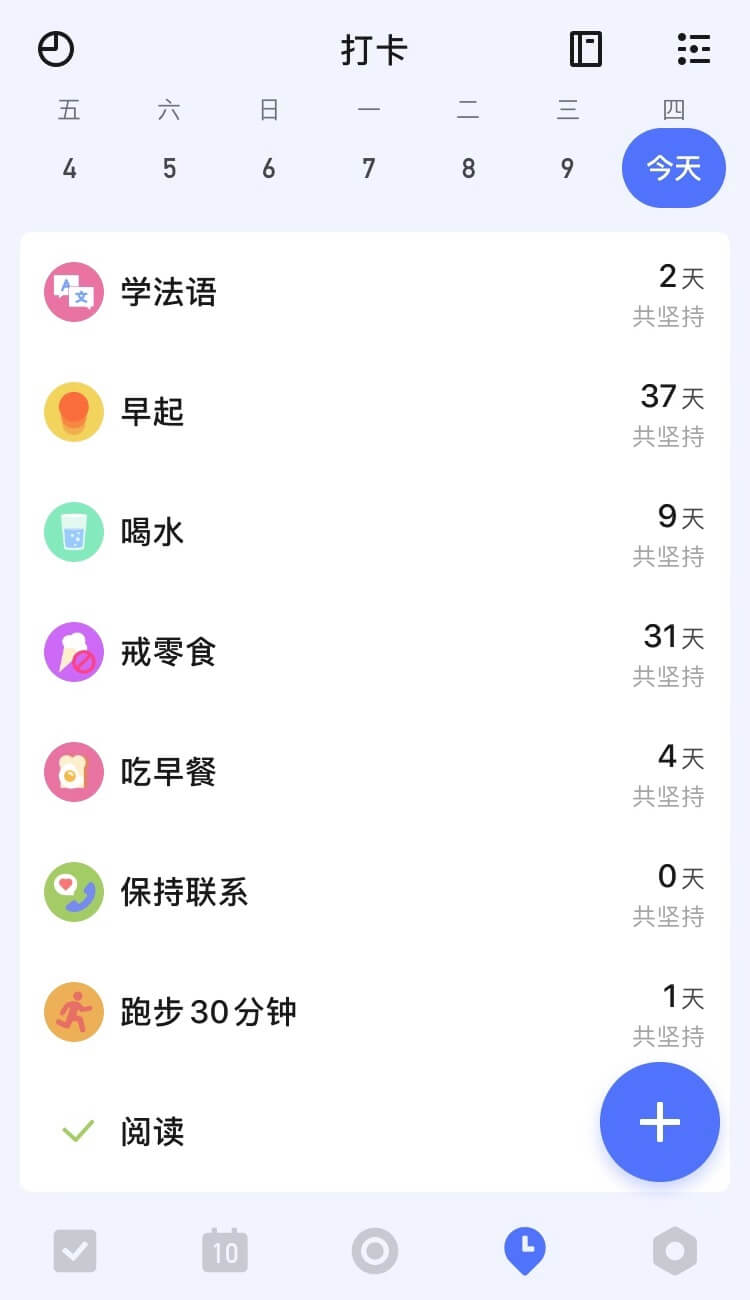 打卡
五 六 日 一 二 三 四
4 5 6 7 8 9 今天
学法语 2天
共坚持
早起 37天
共坚持
喝水 9天
共坚持
戒零食 31天
共坚持
吃早餐 4天
共坚持
保持联系 0天
共坚持
跑步30分钟 1天
共坚持
阅读
10